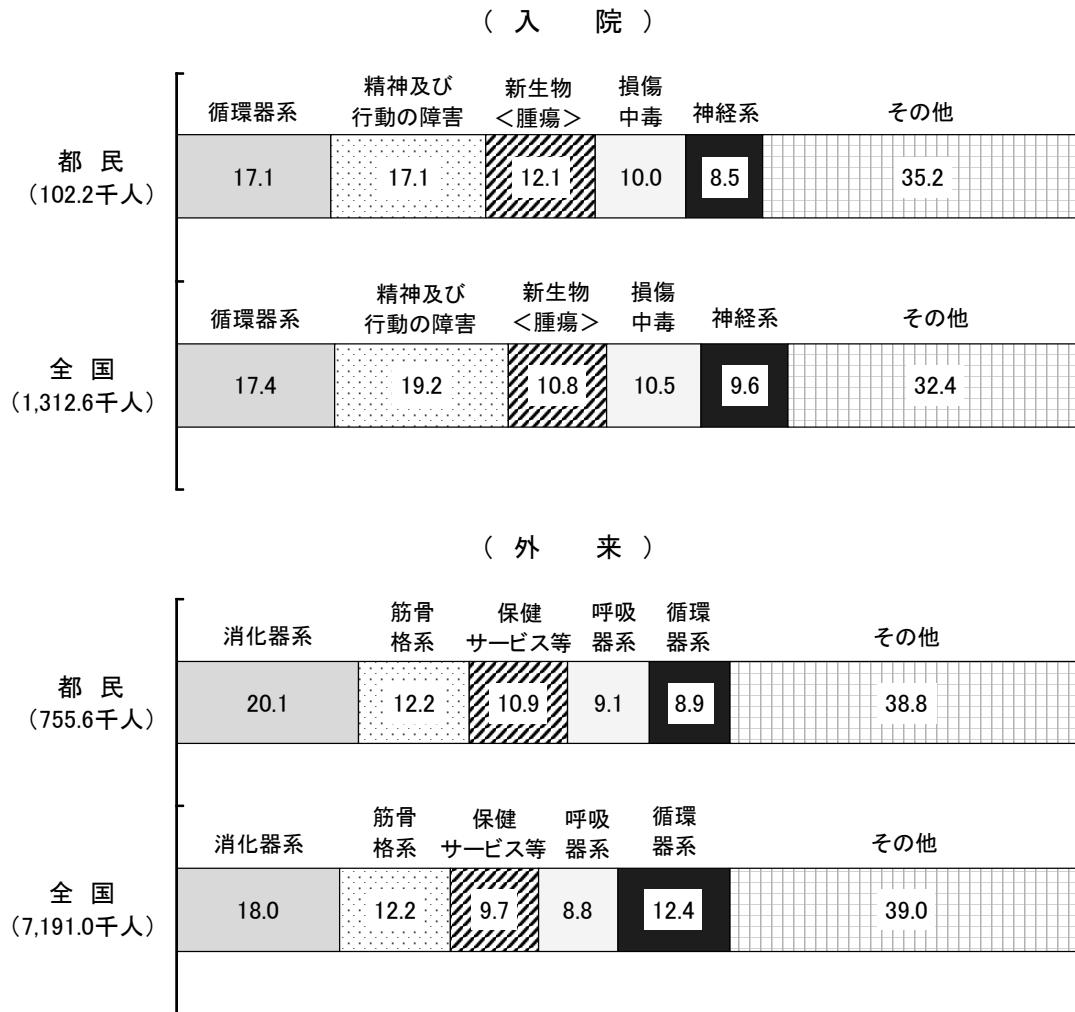 ( 入 院 )
循環器系 精神及び行動の障害 新生物<腫瘍> 損傷中毒 神経系 その他
都 民
(102.2千人)
17.1 17.1 12.1 10.0 8.5 35.2
循環器系 精神及び行動の障害 新生物<腫瘍> 損傷中毒 神経系 その他
全 国
(1,312.6千人)
17.4 19.2 10.8 10.5 9.6 32.4
( 外 来 )
消化器系 筋骨格系 保健サービス等 呼吸器系 循環器系 その他
都 民
(755.6千人)
20.1 12.2 10.9 9.1 8.9 38.8
消化器系 筋骨格系 保健サービス等 呼吸器系 循環器系 その他
全 国
(7,191.0千人)
18.0 12.2 9.7 8.8 12.4 39.0